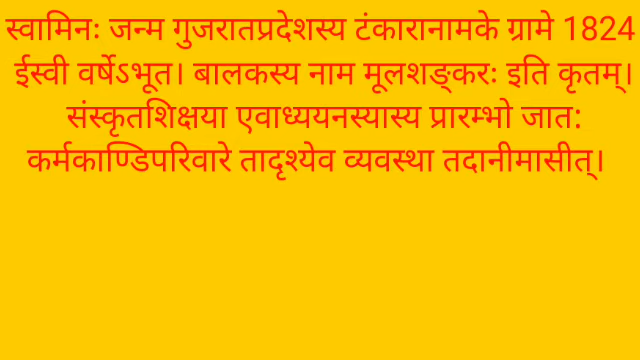 स्वामिनः जन्म गुजरातप्रदेशस्य टंकारानामके ग्रामे 1824
ईस्वी वर्षेऽभूत। बालकस्य नाम मूलशङ्करः इति कृतम्।
संस्कृतशिक्षया एवाध्ययनस्यास्य प्रारम्भो जात:
कर्मकाण्डिपरिवारे तादृश्येव व्यवस्था तदानीमासीत्।